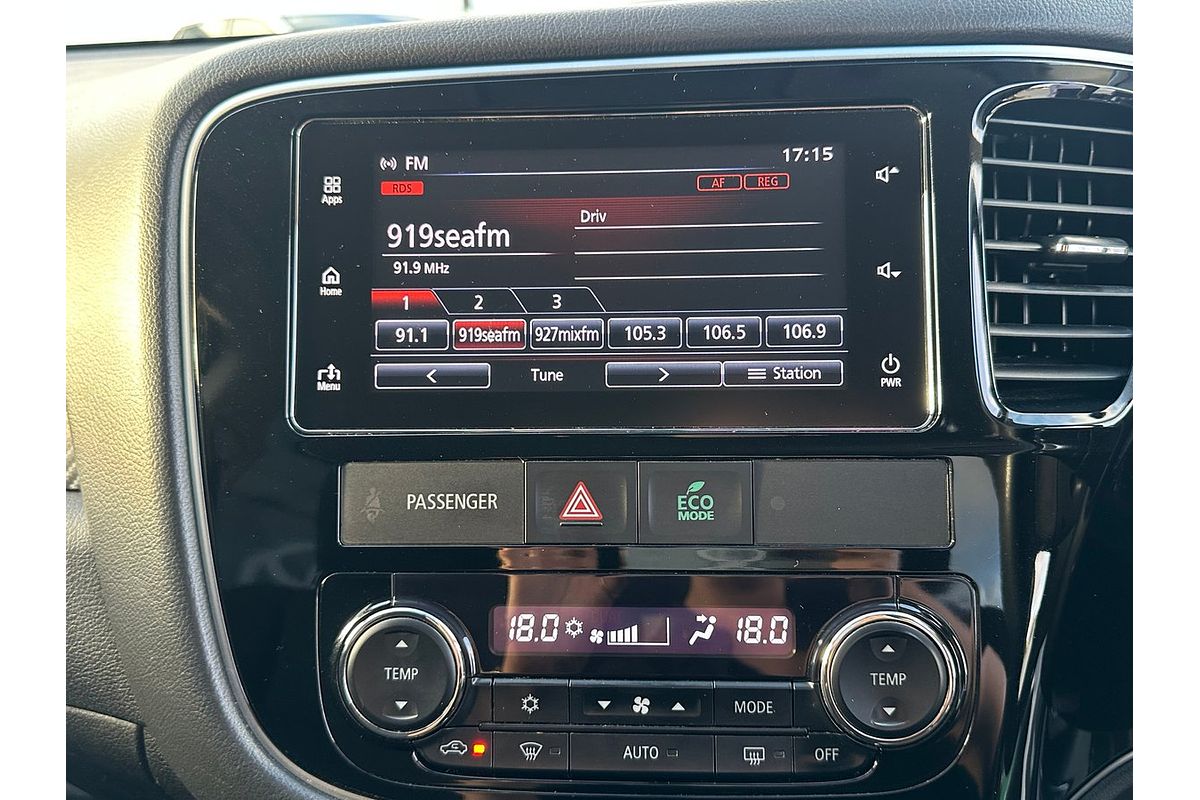 FM
17:15
RDS
AF
REG
Apps
Driv
919seafm
91.9 MHz
Home
1
2
3
91.1
919seafm
927mixfm
105.3
106.5
106.9
Menu
<
Tune
>
Station
PWR
PASSENGER
ECO
MODE
18.0
18.0
TEMP
TEMP
MODE
AUTO
OFF